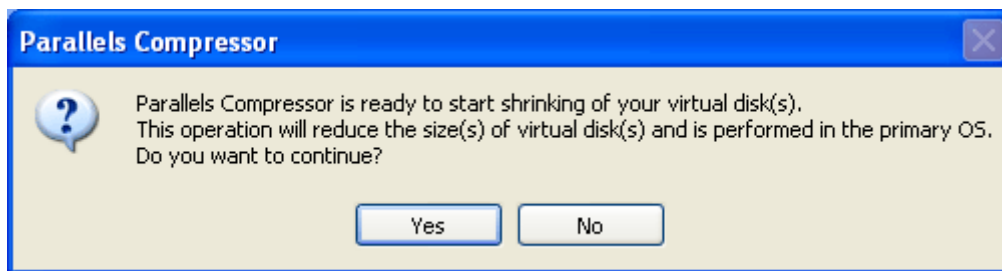 Parallels Compressor
Parallels Compressor is ready to start shrinking of your virtual disk(s).
This operation will reduce the size(s) of virtual disk(s) and is performed in the primary OS.
Do you want to continue?
Yes No